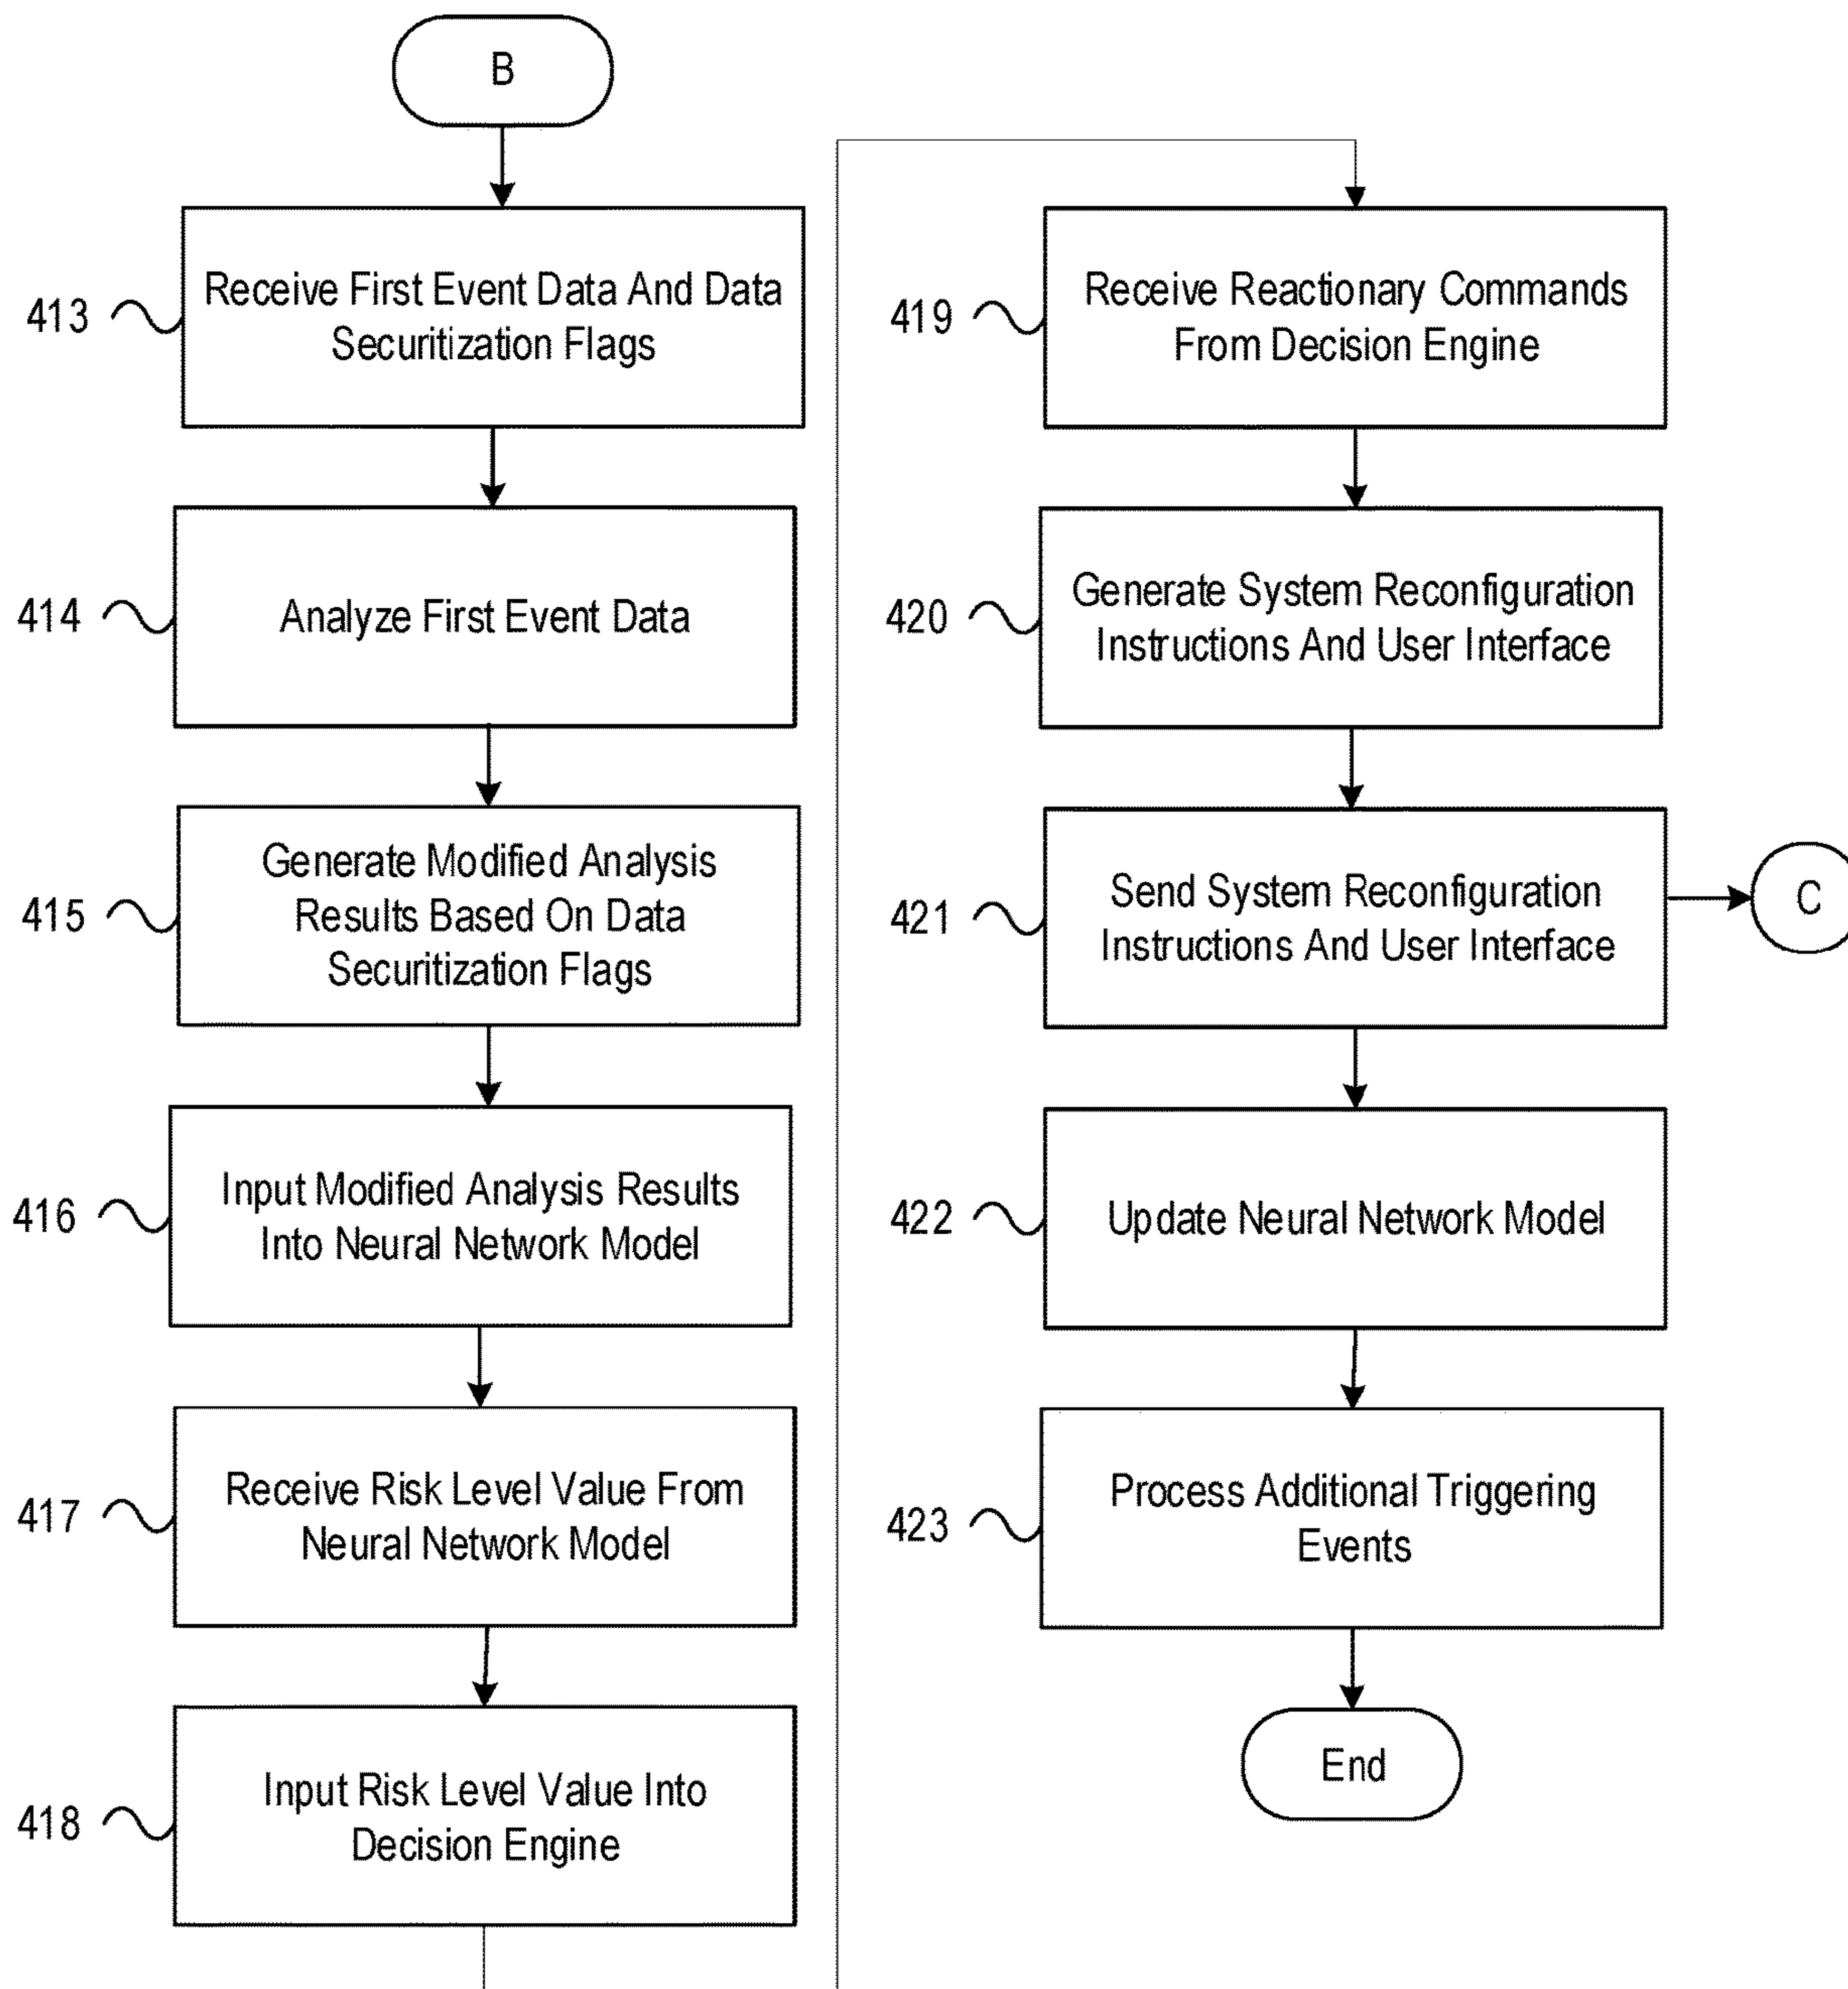 B
413
Receive First Event Data And Data
Securitization Flags
414
Analyze First Event Data
415
Generate Modified Analysis
Results Based On Data
Securitization Flags
416
Input Modified Analysis Results
Into Neural Network Model
417
Receive Risk Level Value From
Neural Network Model
418
Input Risk Level Value Into
Decision Engine
419
Receive Reactionary Commands
From Decision Engine
420
Generate System Reconfiguration
Instructions And User Interface
421
Send System Reconfiguration
Instructions And User Interface
C
422
Update Neural Network Model
423
Process Additional Triggering
Events
End